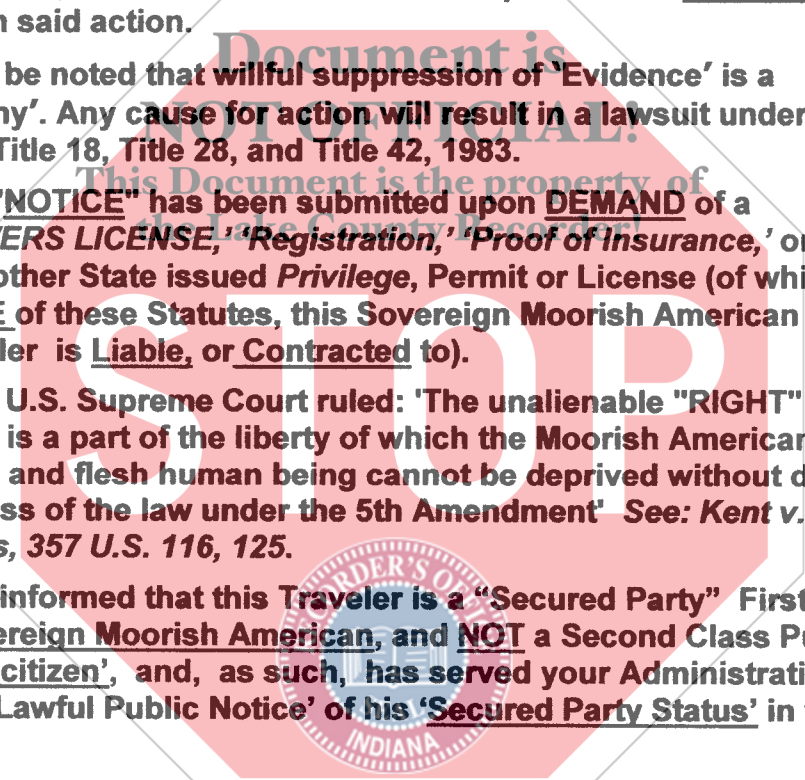 n said action.
be noted that willful suppression of 'Evidence' is a
ny'. Any cause for action will result in a lawsuit under
Title 18, Title 28, and Title 42, 1983.
"NOTICE" has been submitted upon DEMAND of a
ERS LICENSE,' 'Registration,' 'Proof of Insurance,' or
other State issued Privilege, Permit or License (of whi
E of these Statutes, this Sovereign Moorish American
ler is Liable, or Contracted to).
U.S. Supreme Court ruled: 'The unalienable "RIGHT"
is a part of the liberty of which the Moorish American
and flesh human being cannot be deprived without d
ss of the law under the 5th Amendment' See: Kent v.
s, 357 U.S. 116, 125.
informed that this Traveler is a "Secured Party" First
ereign Moorish American, and NOT a Second Class Pu
citizen', and, as such, has served your Administrati
Lawful Public Notice' of his 'Secured Party Status' in
Document is
NOT OFFICIAL!
This Document is the property of
the Lake County Recorder!
STOP
ORDER'S O
INDIANA